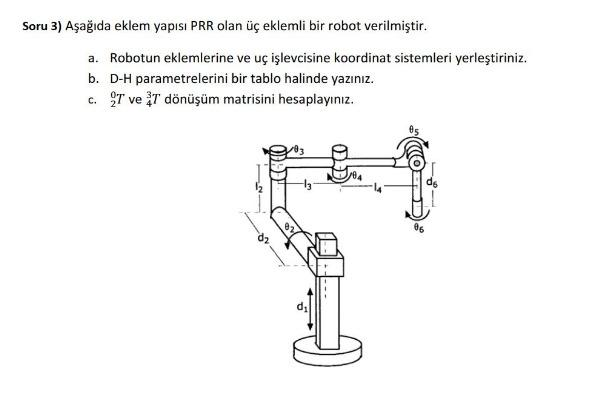 Soru 3) Aşağıda eklem yapısı PRR olan üç eklemli bir robot verilmiştir.
a. Robotun eklemlerine ve uç işlevcisine koordinat sistemleri yerleştiriniz.
b. D-H parametrelerini bir tablo halinde yazınız.
c. ⁰₂T ve ³₄T dönüşüm matrisini hesaplayınız.
θ5
θ3
l2
l3
θ4
l4
d6
θ2
θ6
d2
d1